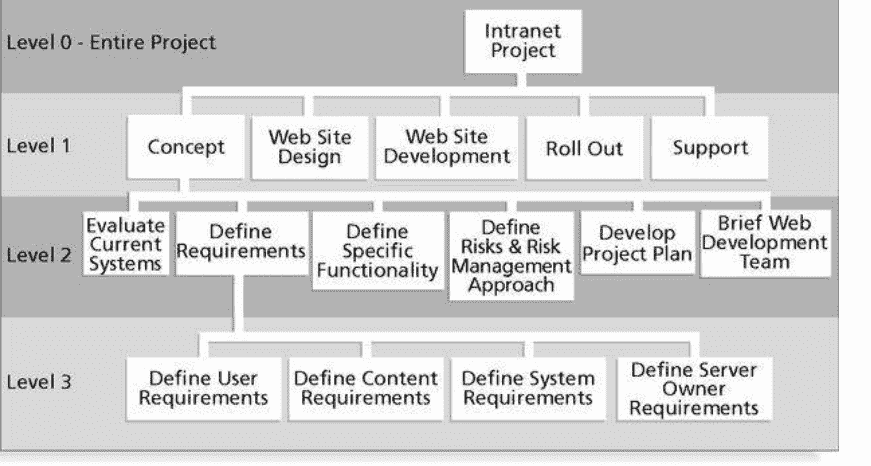 Level 0 - Entire Project
Intranet
Project
Level 1
Concept
Web Site
Design
Web Site
Development
Roll Out
Support
Level 2
Evaluate
Current
Systems
Define
Requirements
Define
Specific
Functionality
Define
Risks & Risk
Management
Approach
Develop
Project Plan
Brief Web
Development
Team
Level 3
Define User
Requirements
Define Content
Requirements
Define System
Requirements
Define Server
Owner
Requirements